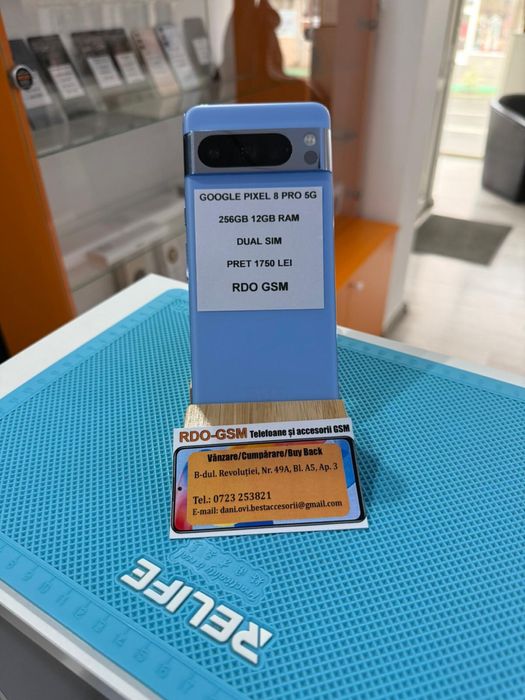 GOOGLE PIXEL 8 PRO 5G
256GB 12GB RAM
DUAL SIM
PRET 1750 LEI
RDO GSM
RDO-GSM Telefoane și accesorii GSM
Vânzare/Cumpărare/Buy Back
B-dul. Revoluției, Nr. 49A, Bl. A5, Ap. 3
Tel.: 0723 253821
E-mail: dani.ovi.bestaccesorii@gmail.com
RELIFE